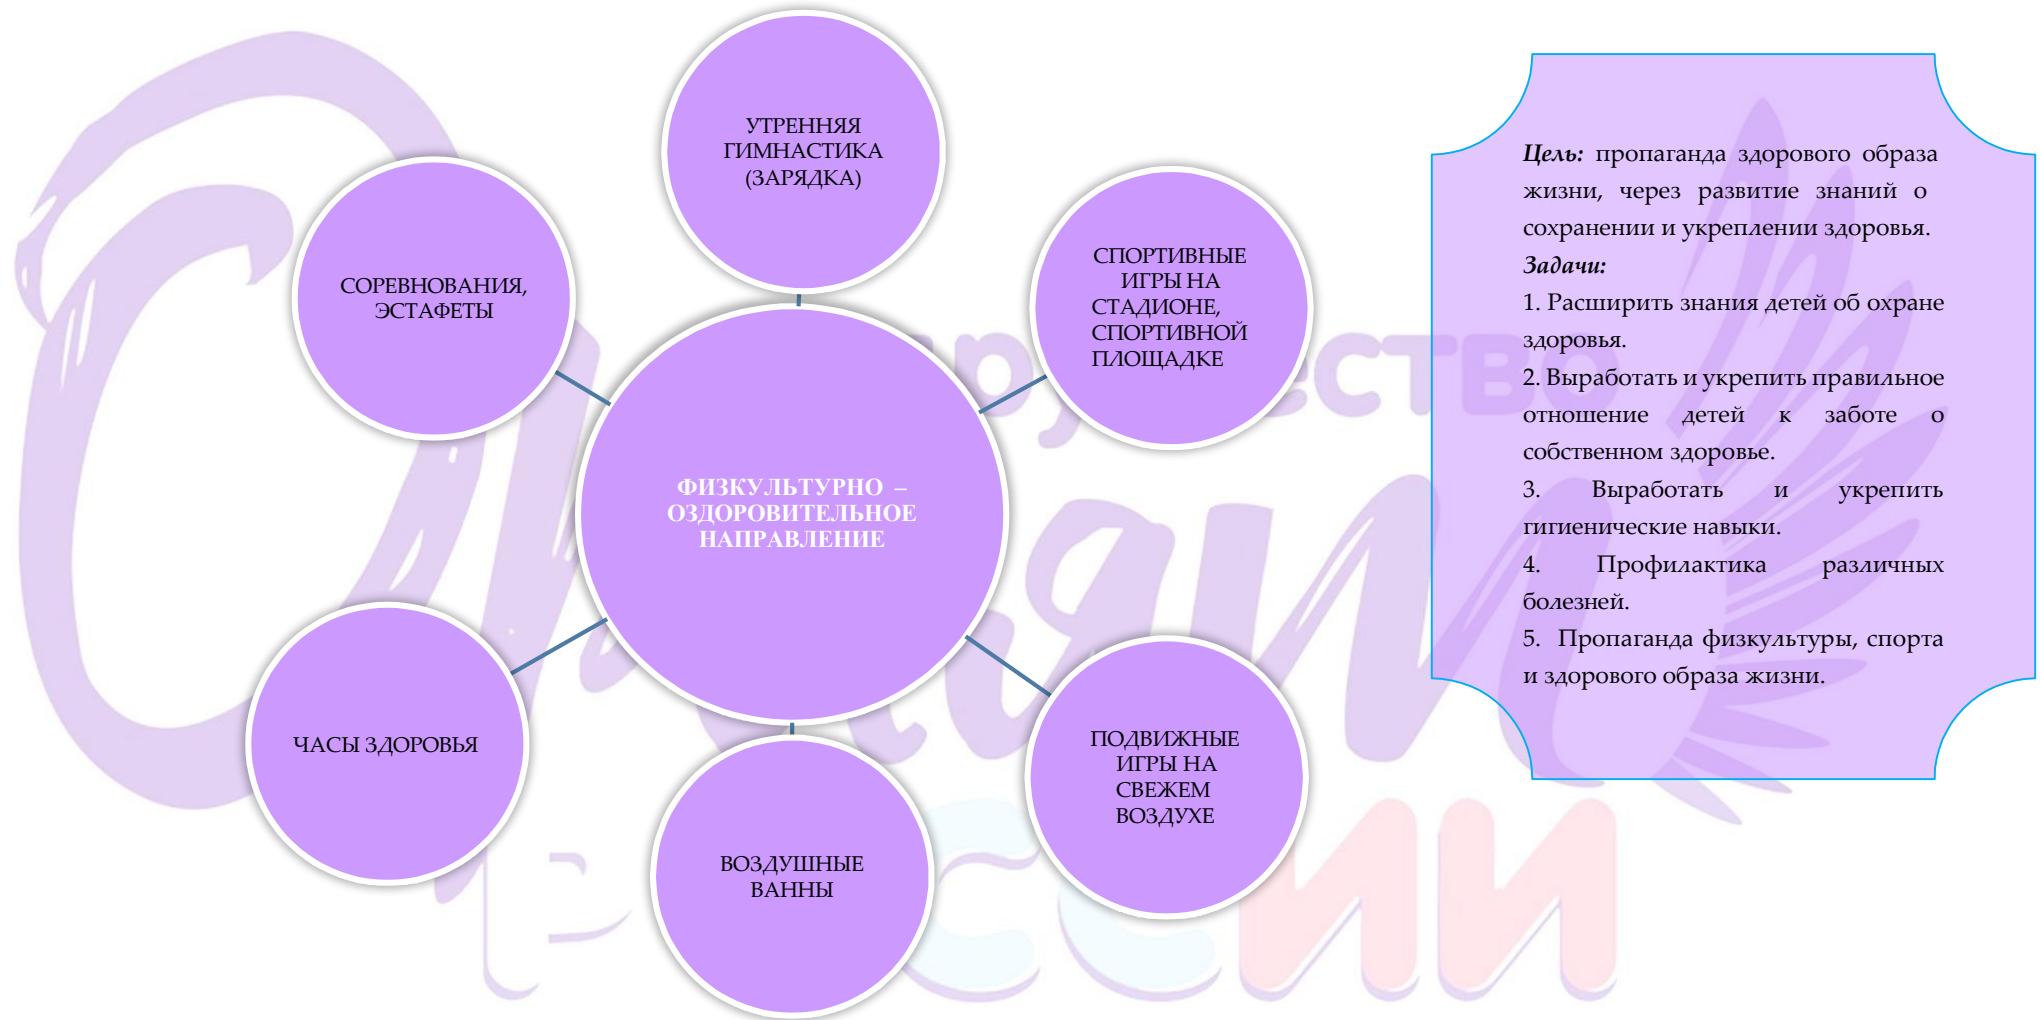 УТРЕННЯЯ
ГИМНАСТИКА
(ЗАРЯДКА)
СОРЕВНОВАНИЯ,
ЭСТАФЕТЫ
СПОРТИВНЫЕ
ИГРЫ НА
СТАДИОНЕ,
СПОРТИВНОЙ
ПЛОЩАДКЕ
ФИЗКУЛЬТУРНО –
ОЗДОРОВИТЕЛЬНОЕ
НАПРАВЛЕНИЕ
ЧАСЫ ЗДОРОВЬЯ
ВОЗДУШНЫЕ
ВАННЫ
ПОДВИЖНЫЕ
ИГРЫ НА
СВЕЖЕМ
ВОЗДУХЕ
Цель: пропаганда здорового образа
жизни, через развитие знаний о
сохранении и укреплении здоровья.
Задачи:
1. Расширить знания детей об охране
здоровья.
2. Выработать и укрепить правильное
отношение детей к заботе о
собственном здоровье.
3. Выработать и укрепить
гигиенические навыки.
4. Профилактика различных
болезней.
5. Пропаганда физкультуры, спорта
и здорового образа жизни.